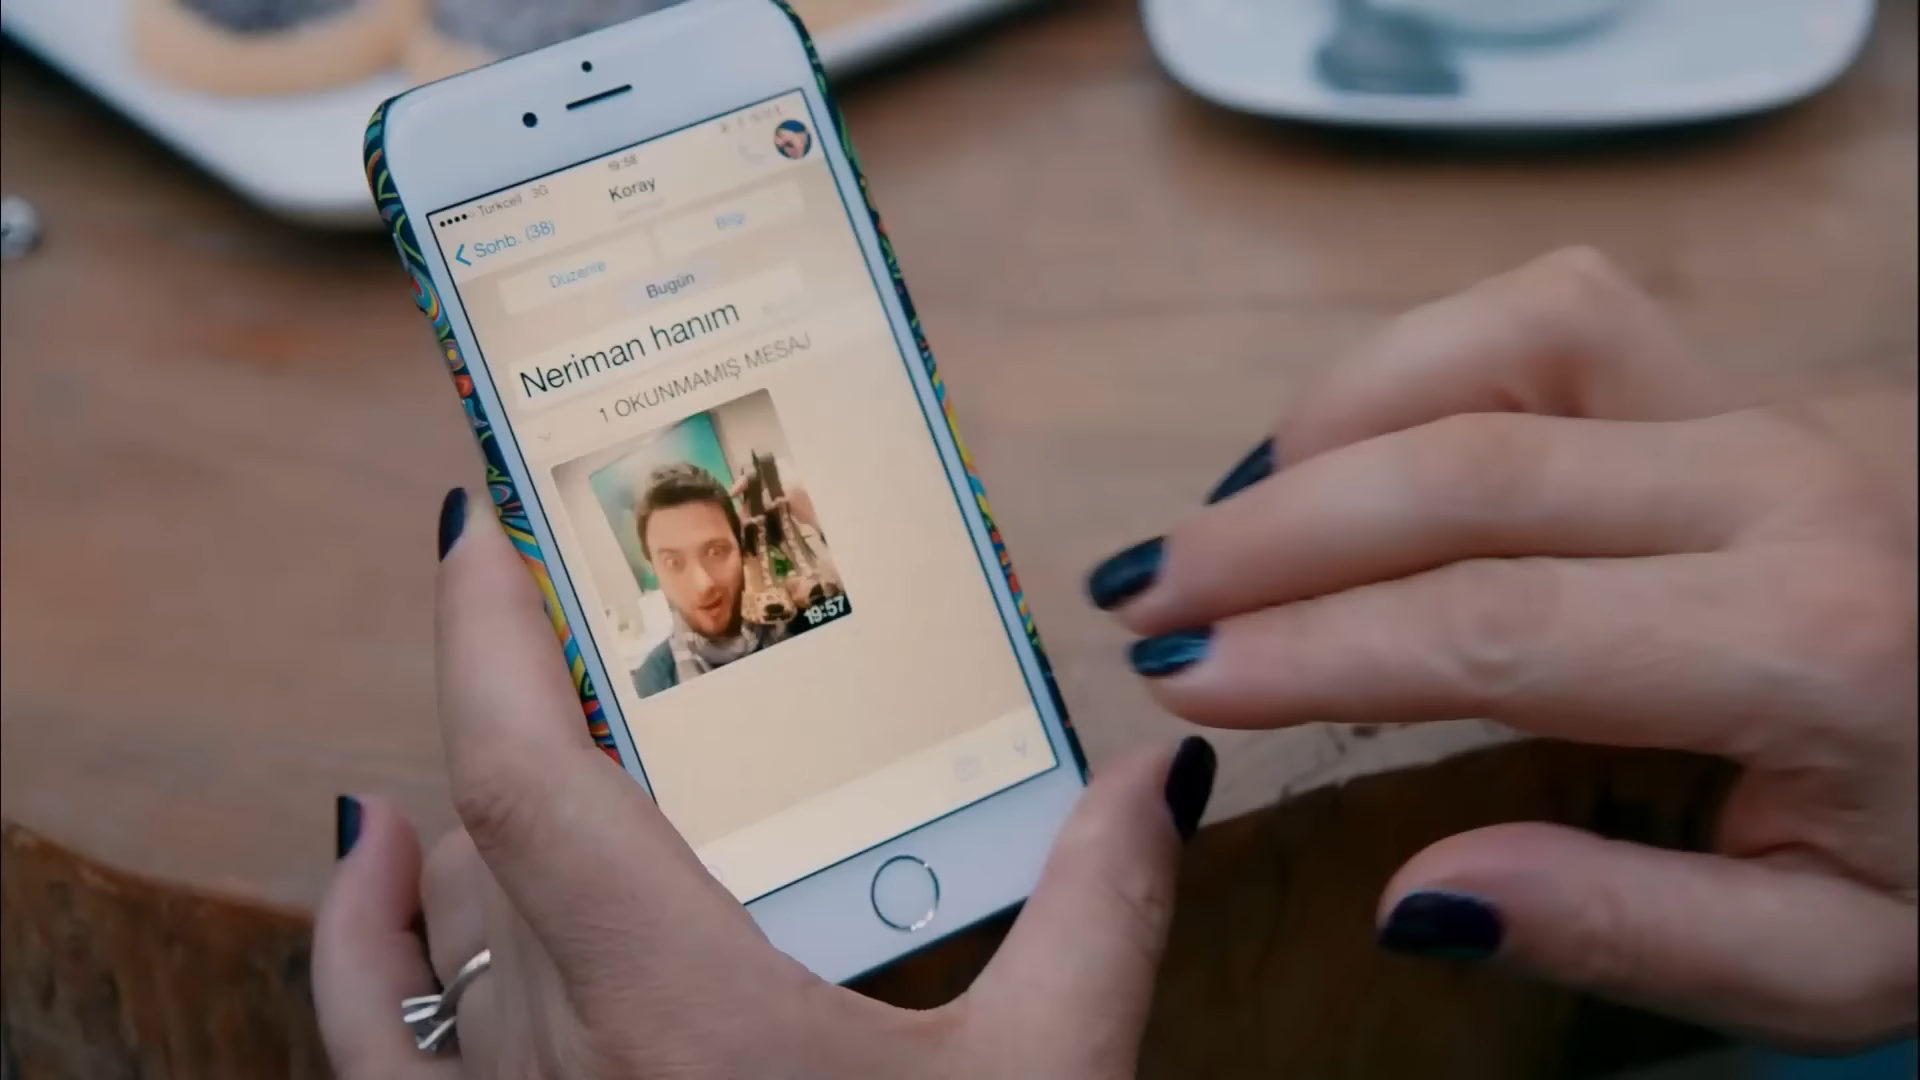 19:58
Turkcell 3G
Koray
Sohb. (38)
Düzenle
Bilgi
Bugün
Neriman hanım
1 OKUNMAMIŞ MESAJ
19:57